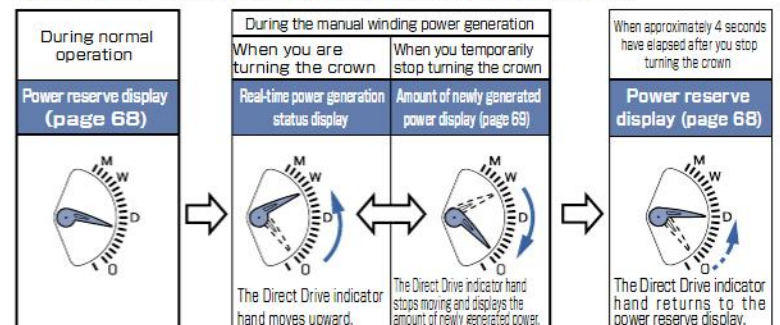 During normal
operation
Power reserve display
(page 68)
M
W
D
O
During the manual winding power generation
When you are
turning the crown
Real-time power generation
status display
M
W
D
O
The Direct Drive indicator
hand moves upward.
When you temporarily
stop turning the crown
Amount of newly generated
power display (page 69)
M
W
D
O
The Direct Drive indicator hand
stops moving and displays the
amount of newly generated power.
When approximately 4 seconds
have elapsed after you stop
turning the crown
Power reserve
display (page 68)
M
W
D
O
The Direct Drive indicator
hand returns to the
power reserve display.